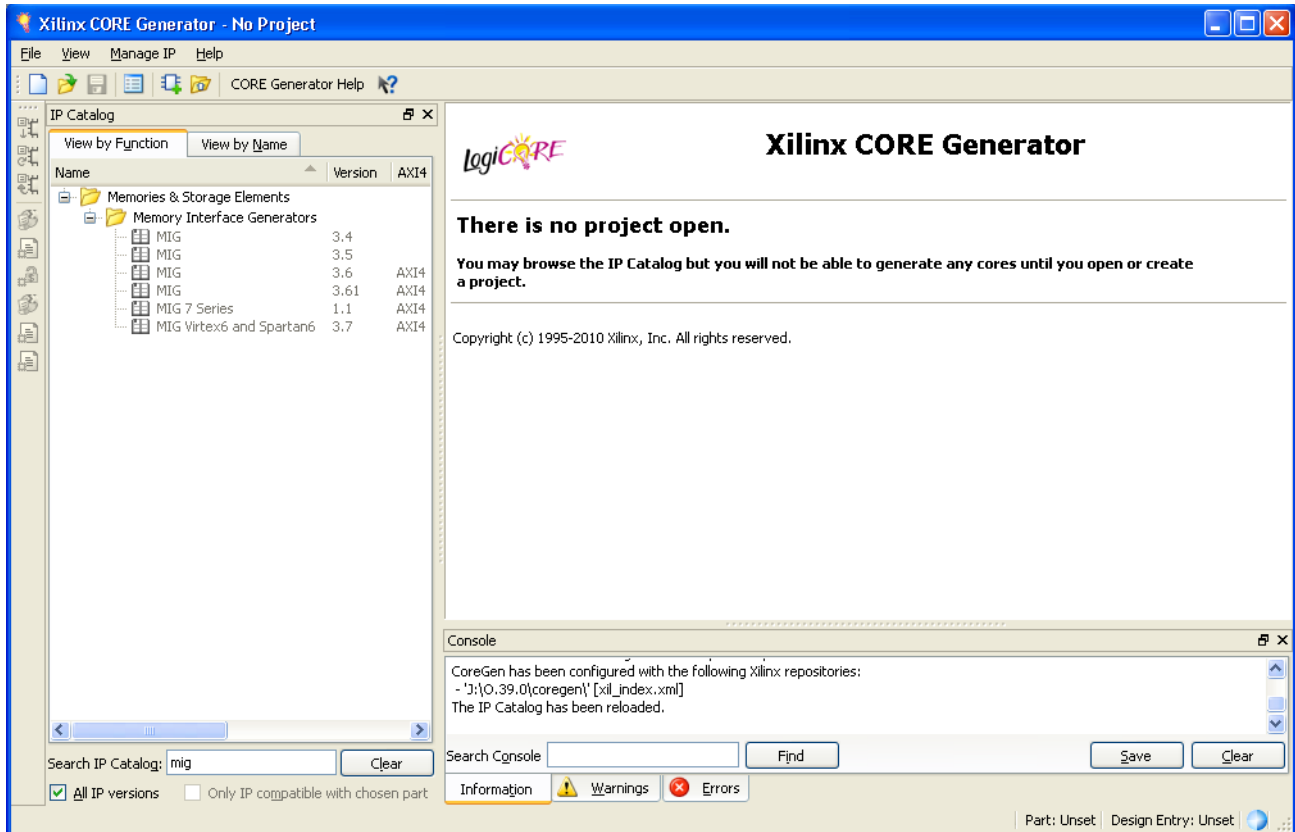 Xilinx CORE Generator - No Project
File View Manage IP Help
CORE Generator Help
IP Catalog
View by Function View by Name
Name Version AXI4
Memories & Storage Elements
Memory Interface Generators
MIG 3.4
MIG 3.5
MIG 3.6 AXI4
MIG 3.61 AXI4
MIG 7 Series 1.1 AXI4
MIG Virtex6 and Spartan6 3.7 AXI4
Search IP Catalog: mig Clear
All IP versions Only IP compatible with chosen part
LogiCORE Xilinx CORE Generator
There is no project open.
You may browse the IP Catalog but you will not be able to generate any cores until you open or create
a project.
Copyright (c) 1995-2010 Xilinx, Inc. All rights reserved.
Console
CoreGen has been configured with the following Xilinx repositories:
- 'J:\O.39.0\coregen\' [xil_index.xml]
The IP Catalog has been reloaded.
Search Console Find Save Clear
Information Warnings Errors
Part: Unset Design Entry: Unset